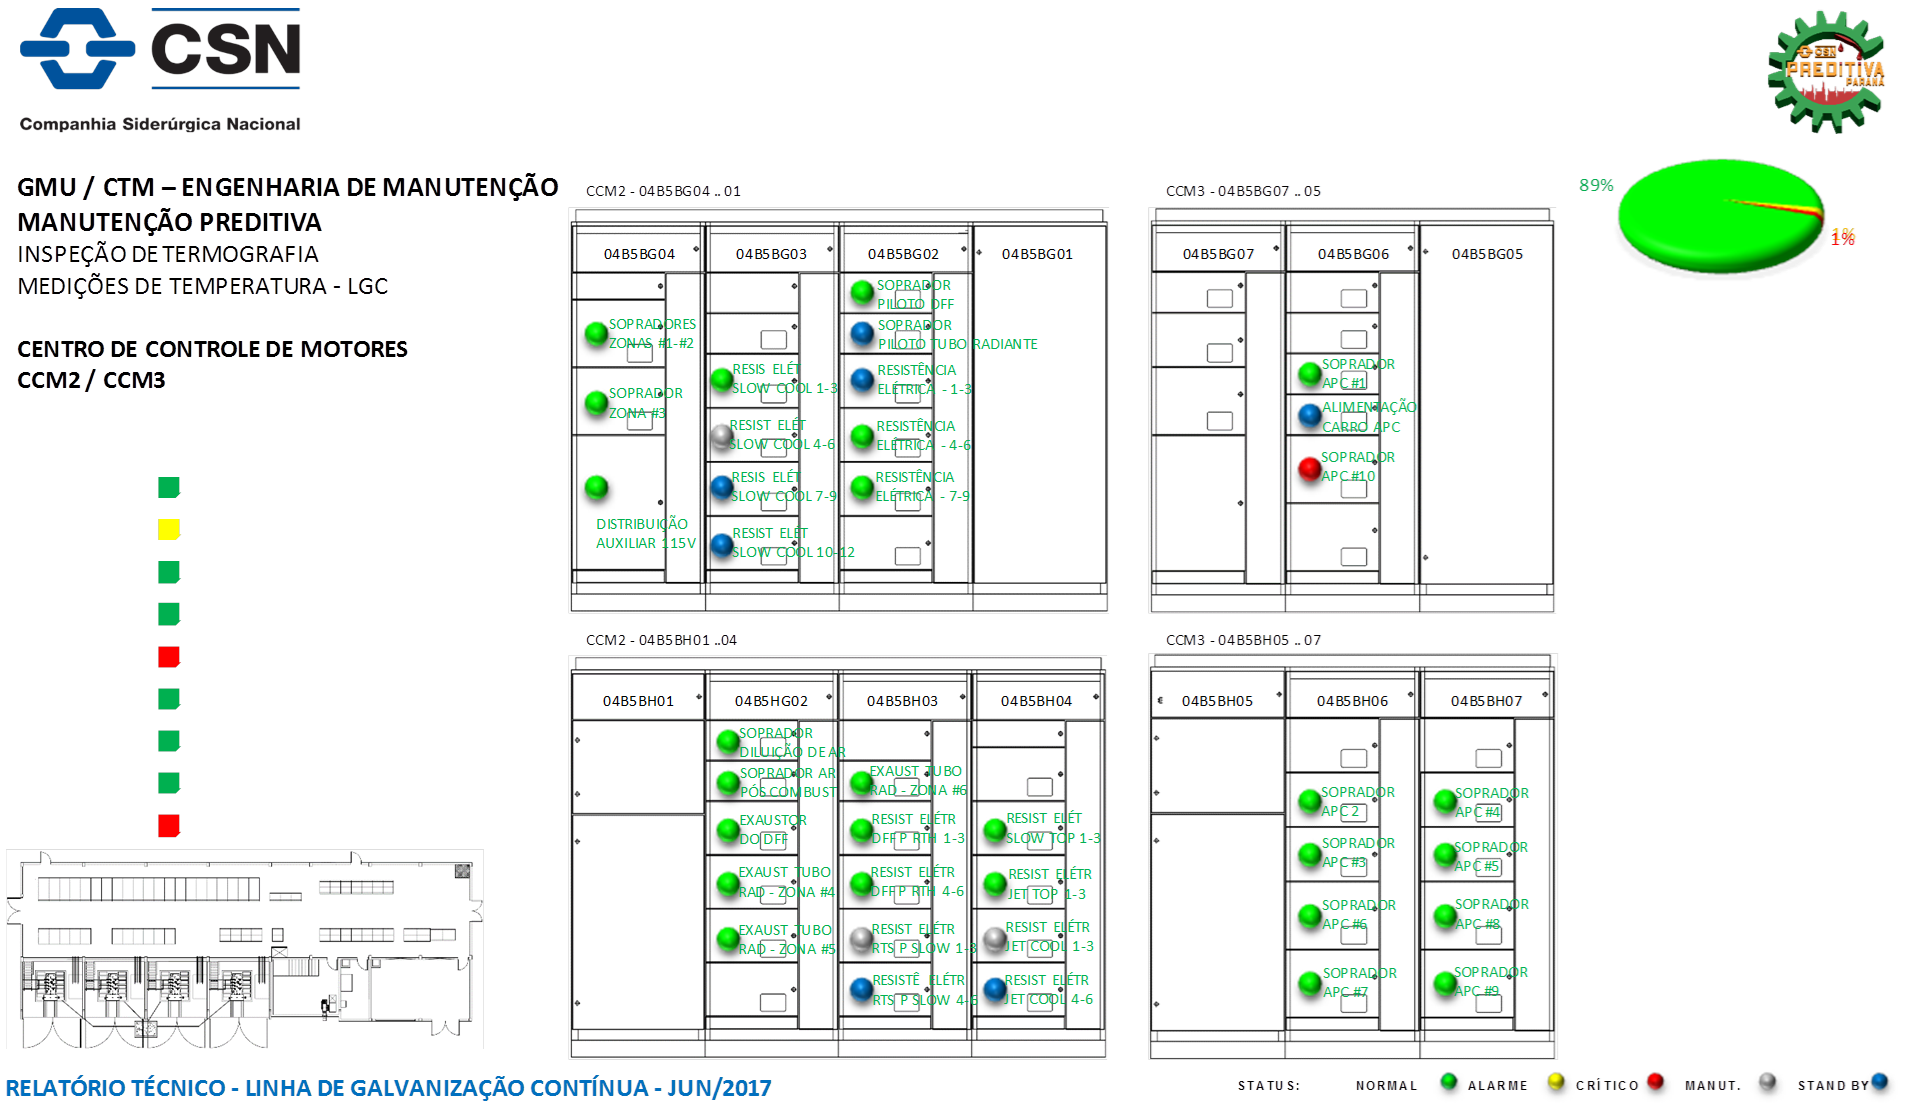 CSN
Companhia Siderúrgica Nacional
CSN
PREDITIVA
PARANÁ
GMU / CTM – ENGENHARIA DE MANUTENÇÃO
MANUTENÇÃO PREDITIVA
INSPEÇÃO DE TERMOGRAFIA
MEDIÇÕES DE TEMPERATURA - LGC
CENTRO DE CONTROLE DE MOTORES
CCM2 / CCM3
89%
1%
1%
CCM2 - 04B5BG04 .. 01
04B5BG04
04B5BG03
04B5BG02
04B5BG01
SOPRADORES
ZONAS #1-#2
SOPRADOR
ZONA #3
DISTRIBUIÇÃO
AUXILIAR 115V
RESIS ELÉT
SLOW COOL 1-3
RESIST ELÉT
SLOW COOL 4-6
RESIS ELÉT
SLOW COOL 7-9
RESIST ELÉT
SLOW COOL 10-12
SOPRADOR
PILOTO DFF
SOPRADOR
PILOTO TUBO RADIANTE
RESISTÊNCIA
ELÉTRICA - 1-3
RESISTÊNCIA
ELÉTRICA - 4-6
RESISTÊNCIA
ELÉTRICA - 7-9
CCM3 - 04B5BG07 .. 05
04B5BG07
04B5BG06
04B5BG05
SOPRADOR
APC #1
ALIMENTAÇÃO
CARRO APC
SOPRADOR
APC #10
CCM2 - 04B5BH01 ..04
04B5BH01
04B5HG02
04B5BH03
04B5BH04
SOPRADOR
DILUIÇÃO DE AR
SOPRADOR AR
PÓS COMBUST
EXAUSTOR
DO DFF
EXAUST TUBO
RAD - ZONA #4
EXAUST TUBO
RAD - ZONA #5
EXAUST TUBO
RAD - ZONA #6
RESIST ELÉTR
DFF P RTH 1-3
RESIST ELÉTR
DFF P RTH 4-6
RESIST ELÉTR
RTS P SLOW 1-3
RESISTÊ ELÉTR
RTS P SLOW 4-6
RESIST ELÉT
SLOW TOP 1-3
RESIST ELÉTR
JET TOP 1-3
RESIST ELÉTR
JET COOL 1-3
RESIST ELÉTR
JET COOL 4-6
CCM3 - 04B5BH05 .. 07
04B5BH05
04B5BH06
04B5BH07
SOPRADOR
APC 2
SOPRADOR
APC #3
SOPRADOR
APC #6
SOPRADOR
APC #7
SOPRADOR
APC #4
SOPRADOR
APC #5
SOPRADOR
APC #8
SOPRADOR
APC #9
RELATÓRIO TÉCNICO - LINHA DE GALVANIZAÇÃO CONTÍNUA - JUN/2017
STATUS: NORMAL ALARME CRÍTICO MANUT. STAND BY